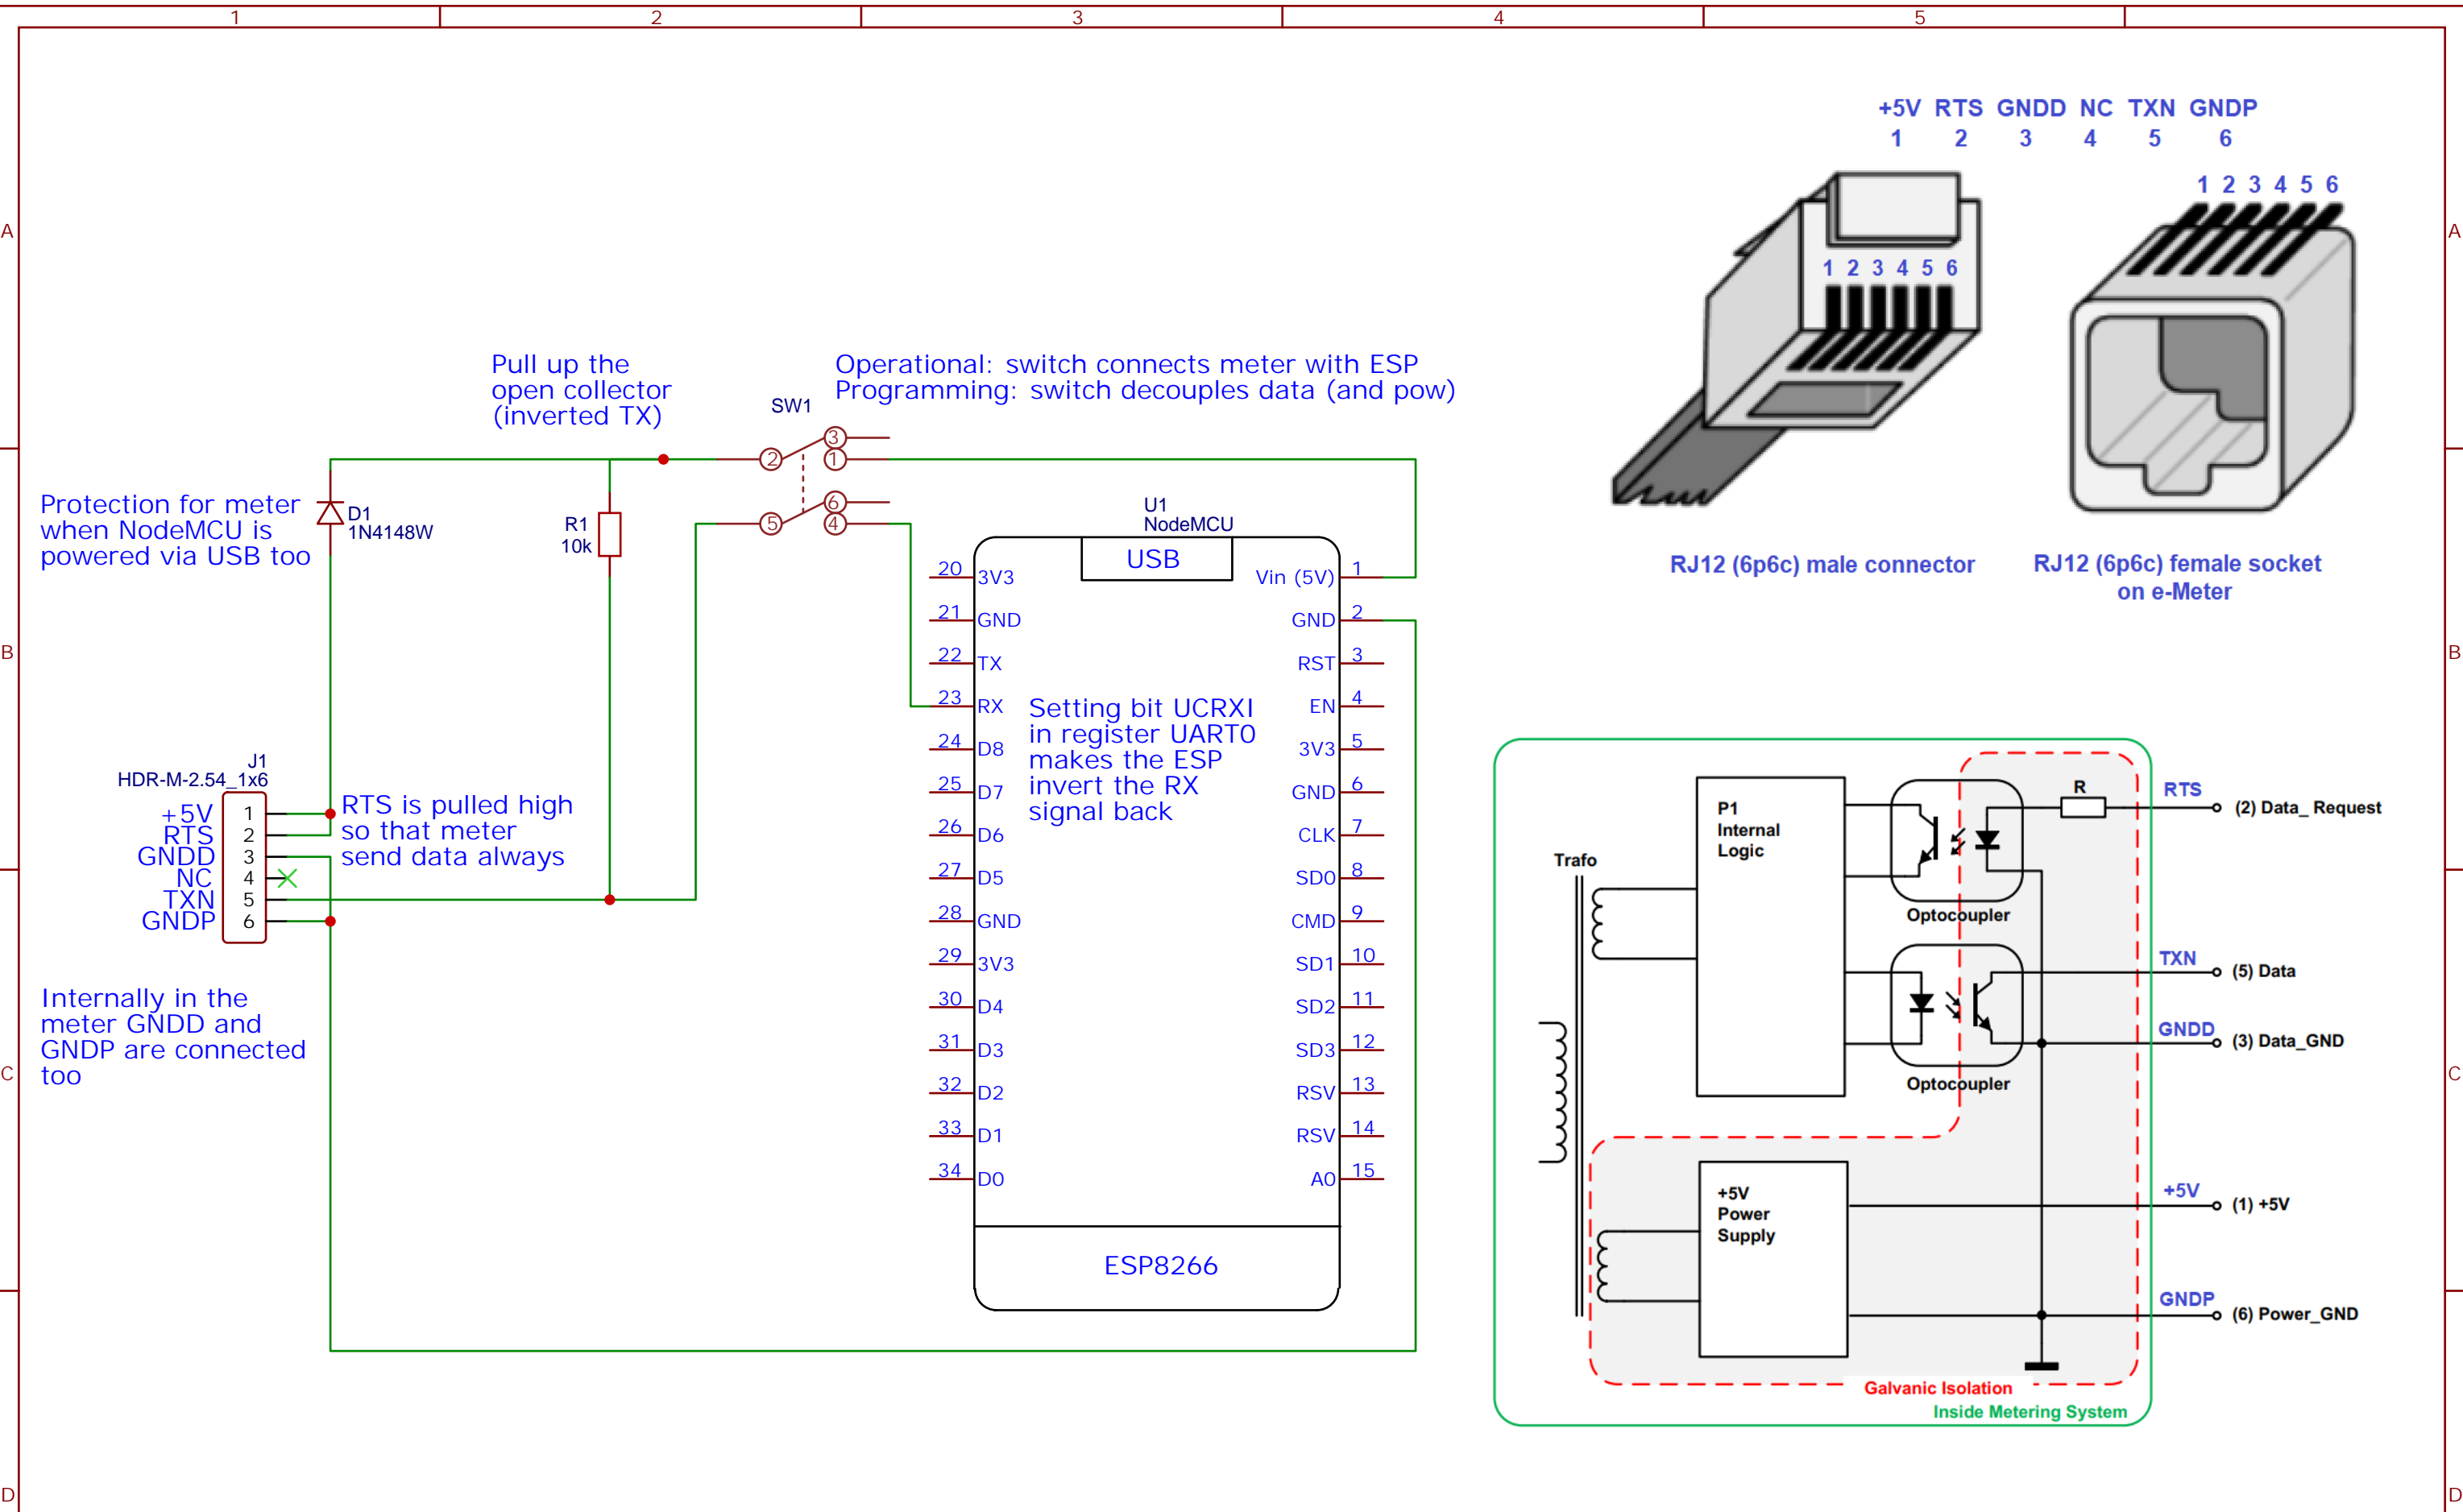 1 2 3 4 5
A
B
C
D
A
B
C
D
Pull up the
open collector
(inverted TX)
Operational: switch connects meter with ESP
Programming: switch decouples data (and pow)
SW1
2
3
1
5
6
4
Protection for meter
when NodeMCU is
powered via USB too
D1
1N4148W
R1
10k
J1
HDR-M-2.54_1x6
+5V 1
RTS 2
GNDD 3
NC 4
TXN 5
GNDP 6
RTS is pulled high
so that meter
send data always
Internally in the
meter GNDD and
GNDP are connected
too
U1
NodeMCU
USB
20 3V3
21 GND
22 TX
23 RX
24 D8
25 D7
26 D6
27 D5
28 GND
29 3V3
30 D4
31 D3
32 D2
33 D1
34 D0
Vin (5V) 1
GND 2
RST 3
EN 4
3V3 5
GND 6
CLK 7
SD0 8
CMD 9
SD1 10
SD2 11
SD3 12
RSV 13
RSV 14
A0 15
Setting bit UCRXI
in register UART0
makes the ESP
invert the RX
signal back
ESP8266
+5V RTS GNDD NC TXN GNDP
1 2 3 4 5 6
1 2 3 4 5 6
1 2 3 4 5 6
RJ12 (6p6c) male connector
RJ12 (6p6c) female socket
on e-Meter
Trafo
P1
Internal
Logic
Optocoupler
Optocoupler
R
RTS
(2) Data_ Request
TXN
(5) Data
GNDD
(3) Data_GND
+5V
Power
Supply
+5V
(1) +5V
GNDP
(6) Power_GND
Galvanic Isolation
Inside Metering System